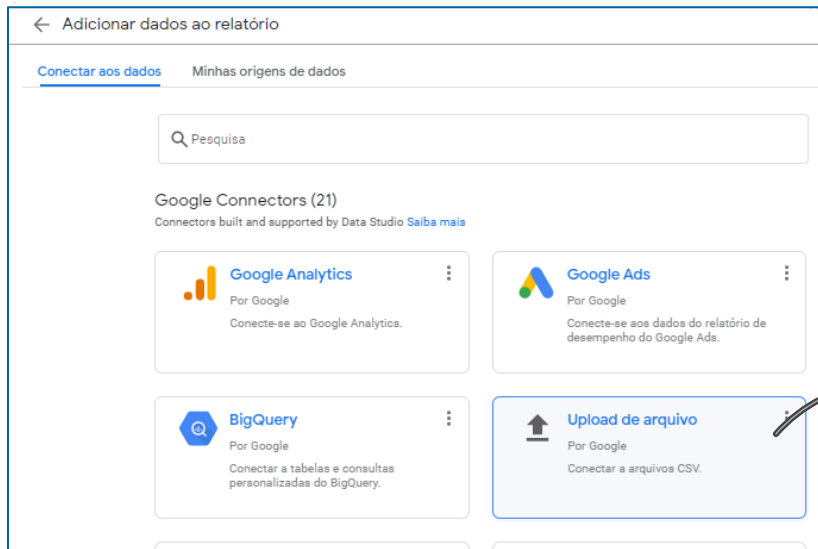 Adicionar dados ao relatório
Conectar aos dados Minhas origens de dados
Pesquisa
Google Connectors (21)
Connectors built and supported by Data Studio Saiba mais
Google Analytics
Por Google
Conecte-se ao Google Analytics.
Google Ads
Por Google
Conecte-se aos dados do relatório de
desempenho do Google Ads.
BigQuery
Por Google
Conectar a tabelas e consultas
personalizadas do BigQuery.
Upload de arquivo
Por Google
Conectar a arquivos CSV.